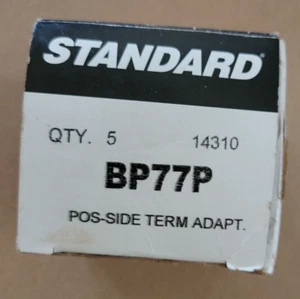 STANDARD®
QTY. 5 14310
BP77P
POS-SIDE TERM ADAPT.